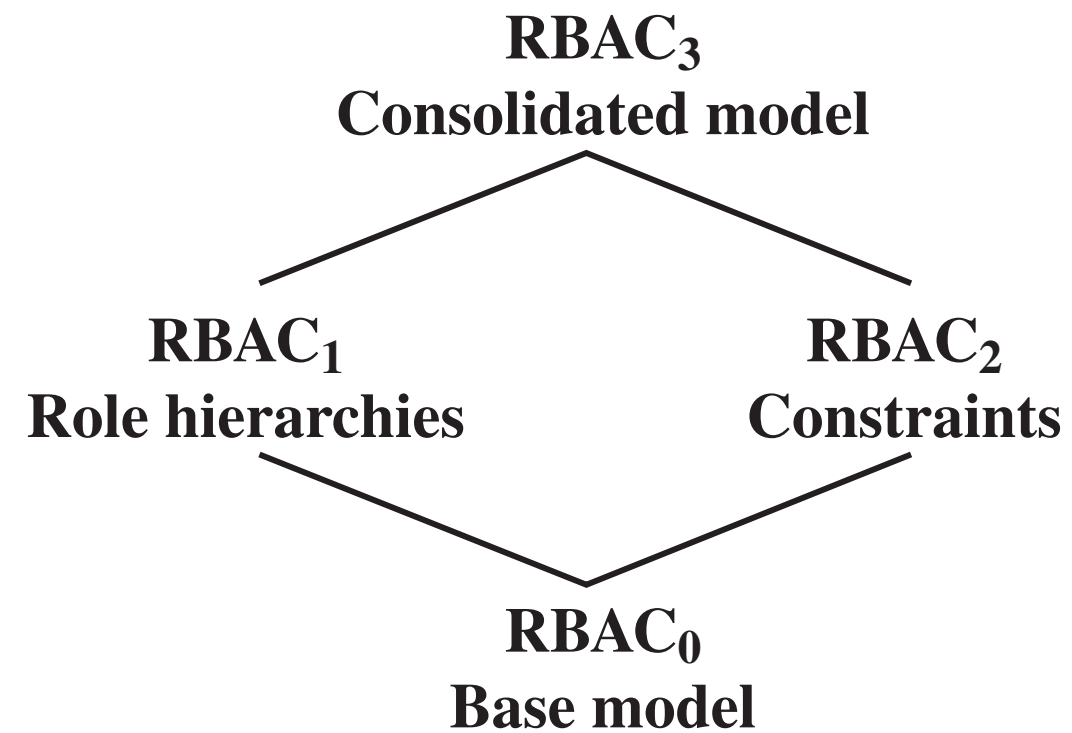 RBAC₃
Consolidated model
RBAC₁ RBAC₂
Role hierarchies Constraints
RBAC₀
Base model